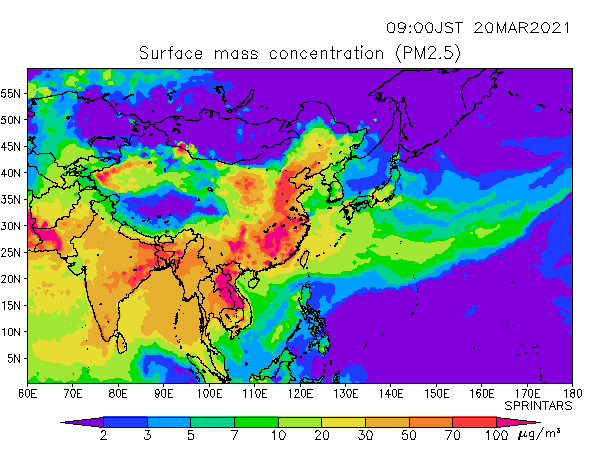 09:00JST 20MAR2021
Surface mass concentration (PM2.5)
55N
50N
45N
40N
35N
30N
25N
20N
15N
10N
5N
60E 70E 80E 90E 100E 110E 120E 130E 140E 150E 160E 170E 180
SPRINTARS
2 3 5 7 10 20 30 50 70 100 μg/m³